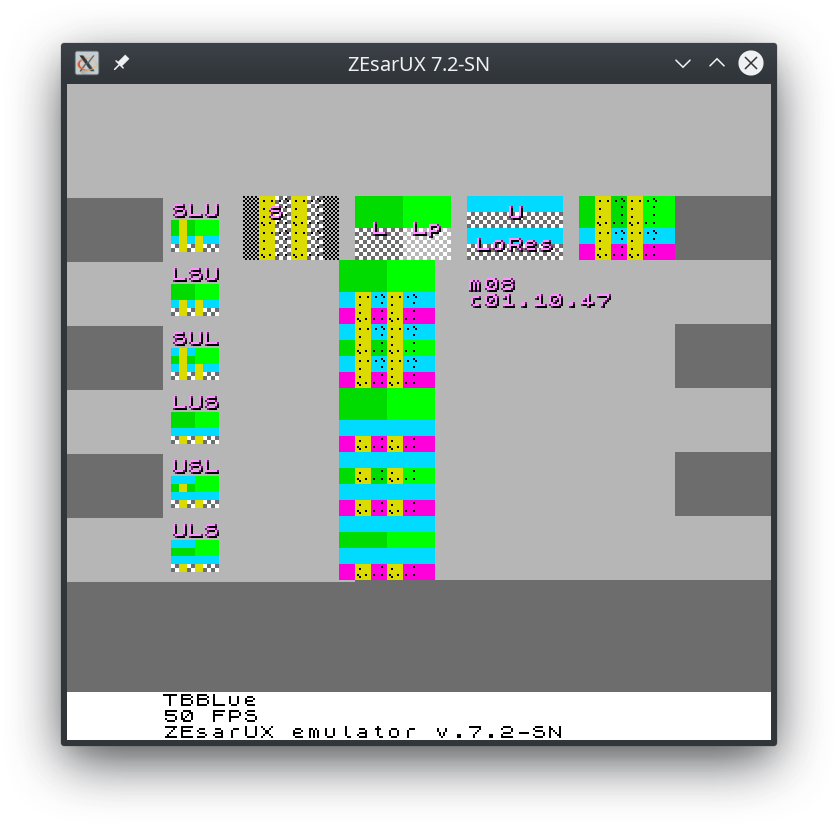 ZEsarUX 7.2-SN
SLU
S
L Lp
U
LoRes
LSU
m08
c01.10.47
SUL
LUS
USL
ULS
TBBLue
50 FPS
ZEsarUX emulator v.7.2-SN